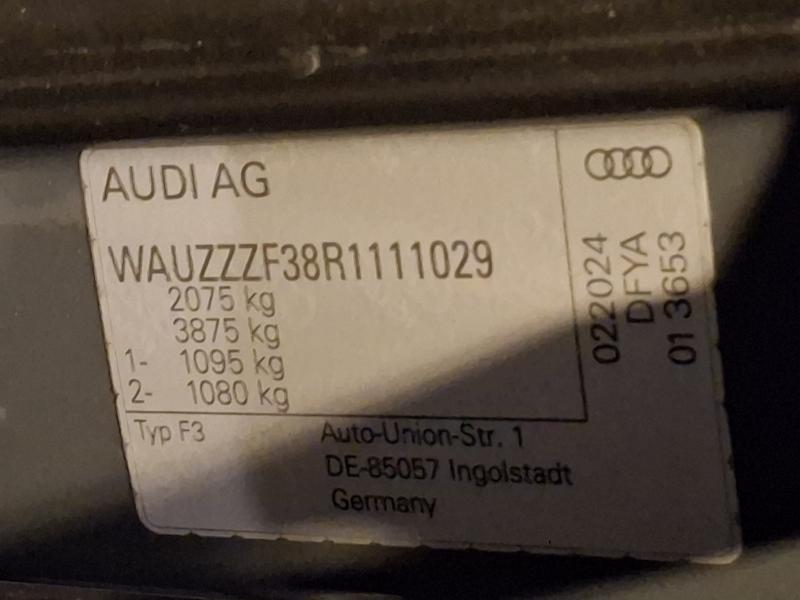 AUDI AG
WAUZZZF38R1111029
2075 kg
3875 kg
1- 1095 kg
2- 1080 kg
Typ F3
Auto-Union-Str. 1
DE-85057 Ingolstadt
Germany
022024
DFYA
01 3653